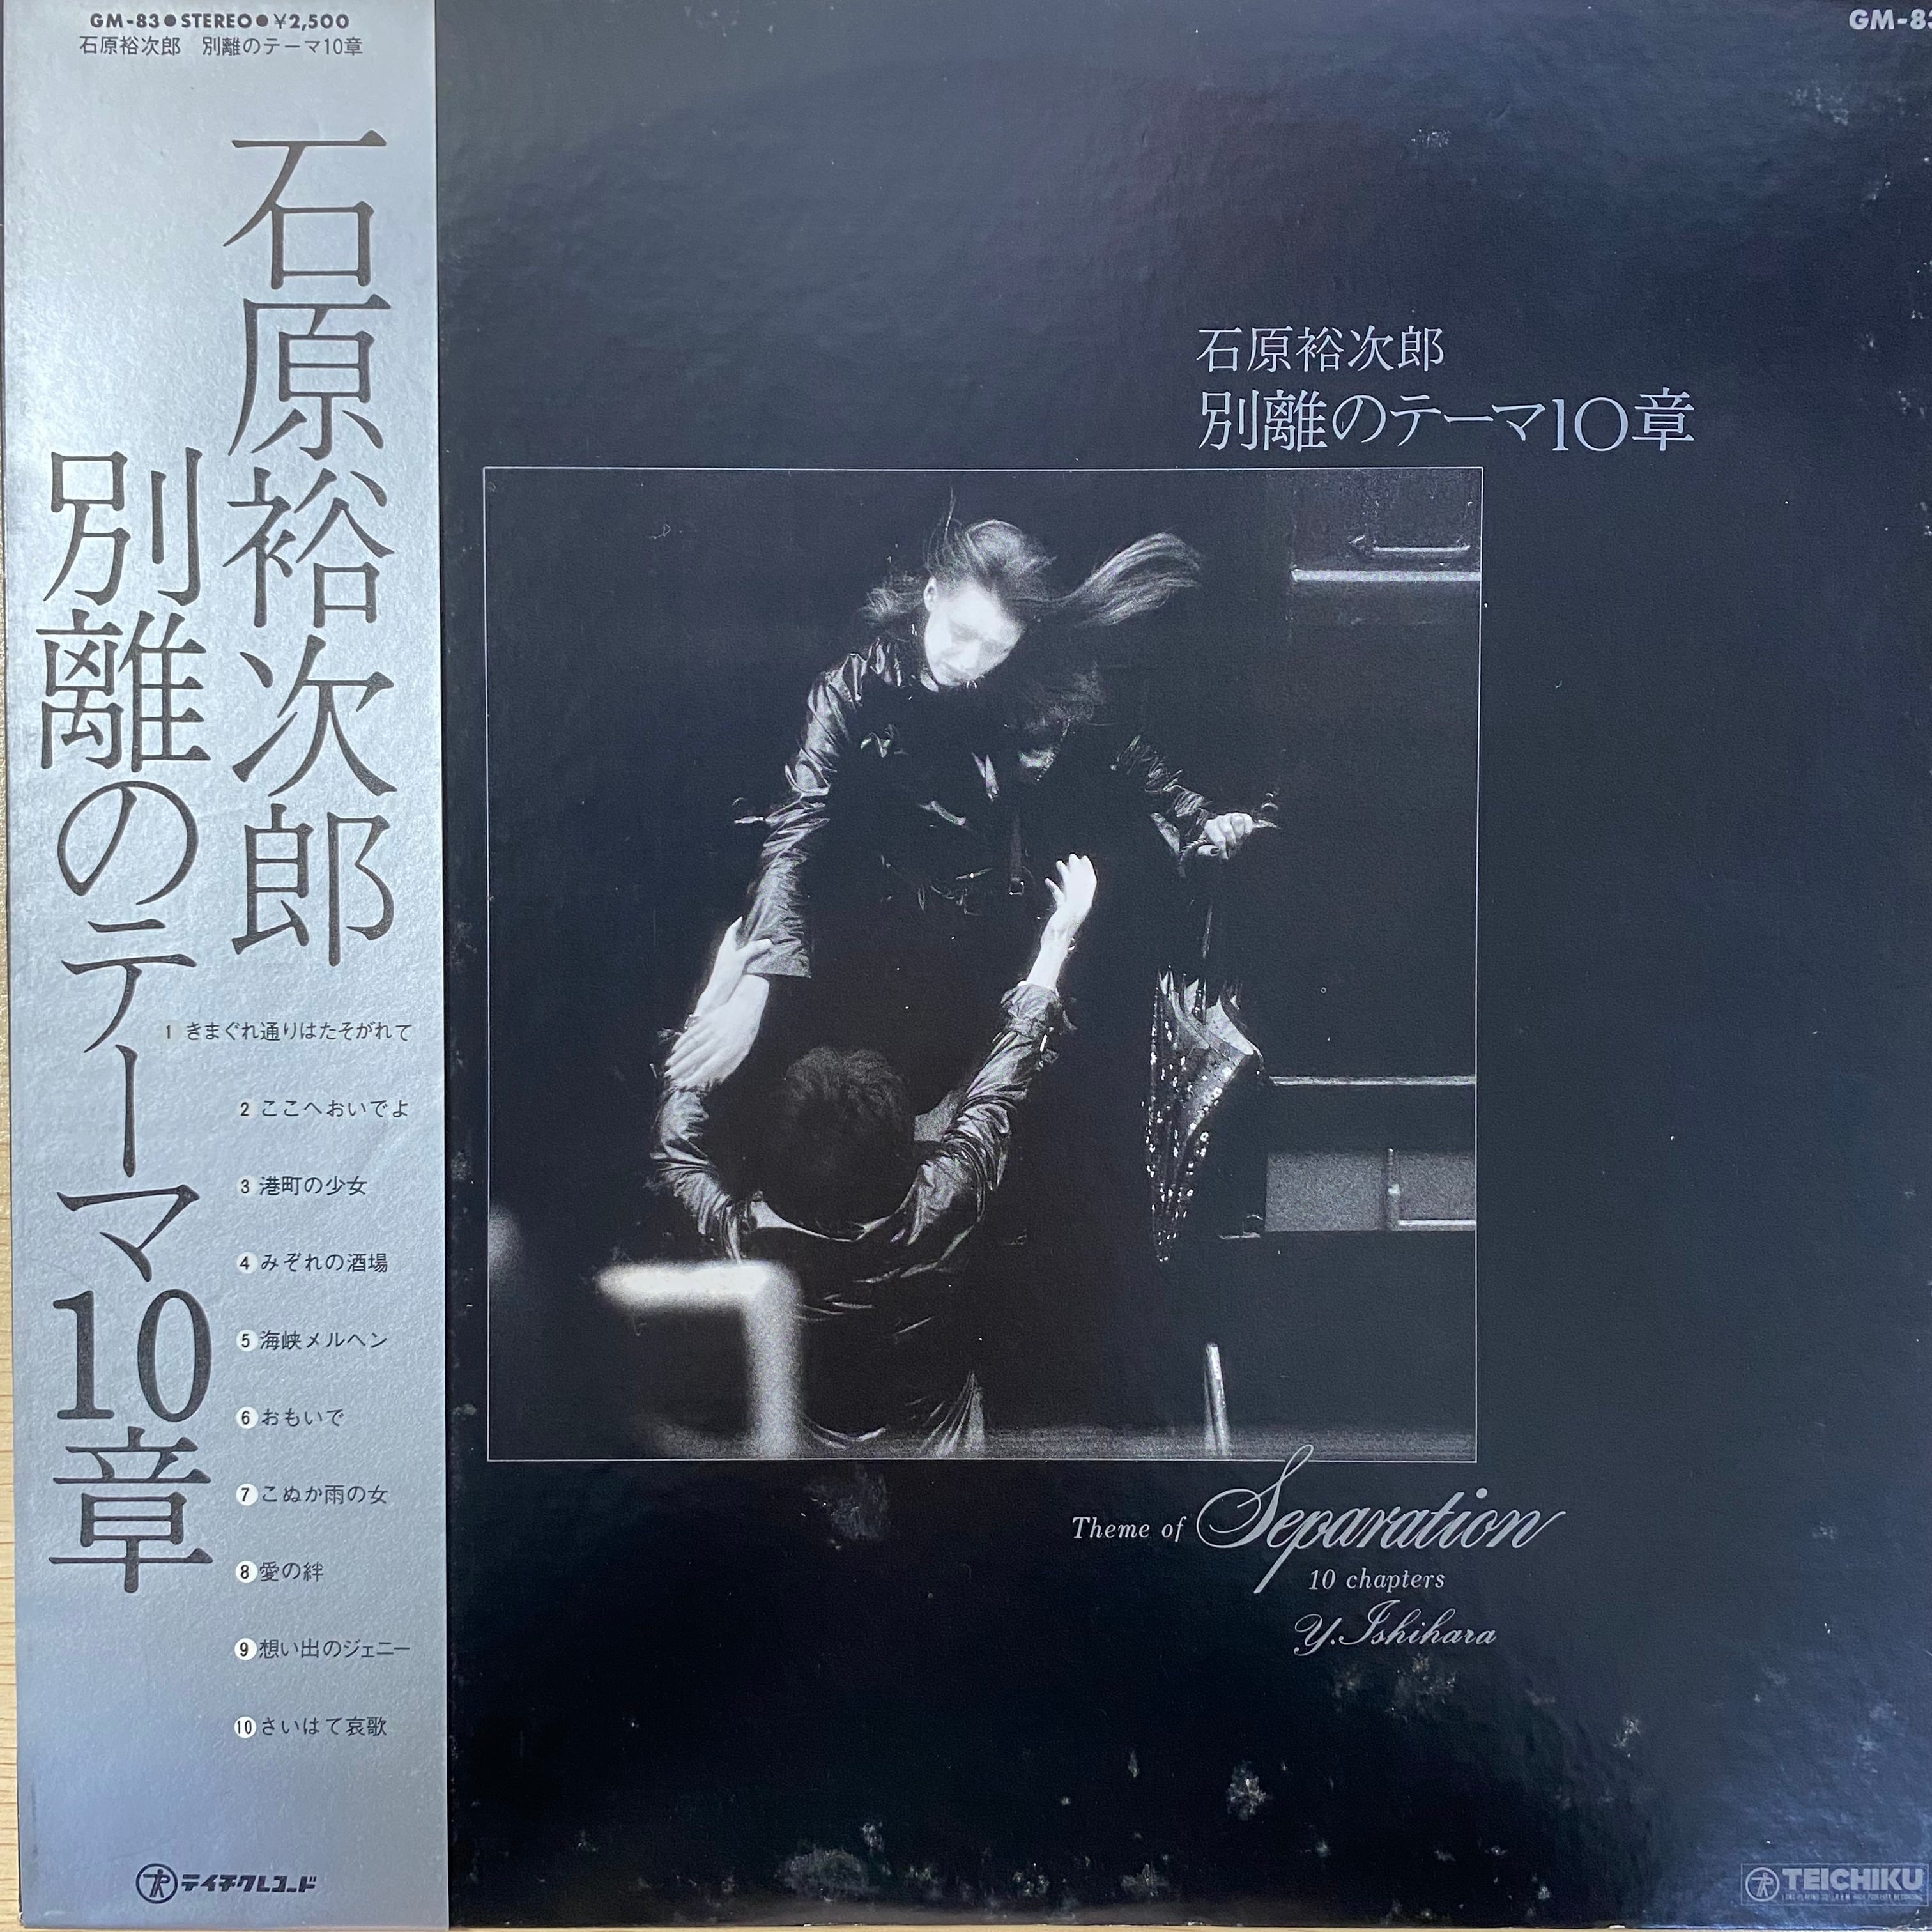 GM-83●STEREO●¥2,500
石原裕次郎 別離のテーマ10章
石原裕次郎
別離のテーマ10章
1 きまぐれ通りはたそがれて
2 ここへおいでよ
3 港町の少女
4 みぞれの酒場
5 海峡メルヘン
6 おもいで
7 こぬか雨の女
8 愛の絆
9 想い出のジェニー
10 さいはて哀歌
テイチクレコード
GM-83
石原裕次郎
別離のテーマ10章
Theme of Separation
10 chapters
Y. Ishihara
TEICHIKU